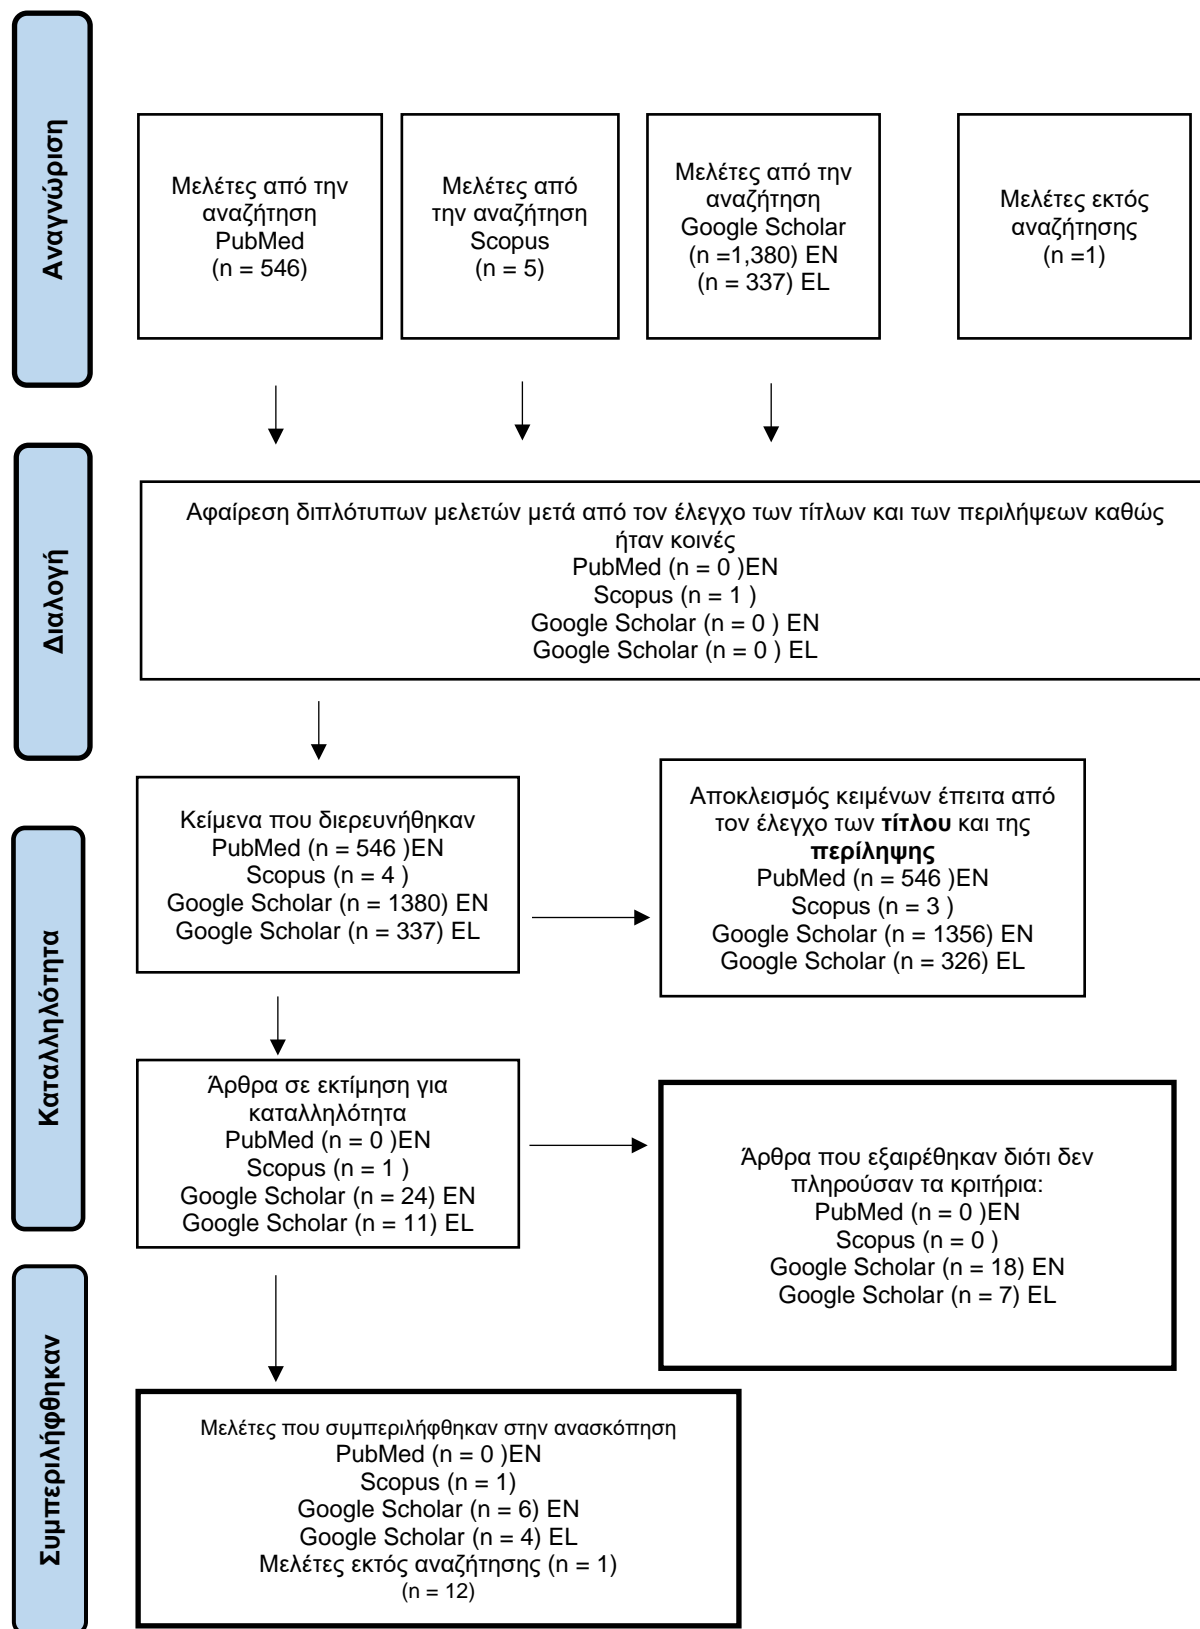 Αναγνώριση
Μελέτες από την
αναζήτηση
PubMed
(n = 546)
Μελέτες από
την αναζήτηση
Scopus
(n = 5)
Μελέτες από την
αναζήτηση
Google Scholar
(n =1,380) EN
(n = 337) EL
Μελέτες εκτός
αναζήτησης
(n =1)
Διαλογή
Αφαίρεση διπλότυπων μελετών μετά από τον έλεγχο των τίτλων και των περιλήψεων καθώς
ήταν κοινές
PubMed (n = 0 )EN
Scopus (n = 1 )
Google Scholar (n = 0 ) EN
Google Scholar (n = 0 ) EL
Καταλληλότητα
Κείμενα που διερευνήθηκαν
PubMed (n = 546 )EN
Scopus (n = 4 )
Google Scholar (n = 1380) EN
Google Scholar (n = 337) EL
Αποκλεισμός κειμένων έπειτα από
τον έλεγχο των τίτλου και της
περίληψης
PubMed (n = 546 )EN
Scopus (n = 3 )
Google Scholar (n = 1356) EN
Google Scholar (n = 326) EL
Άρθρα σε εκτίμηση για
καταλληλότητα
PubMed (n = 0 )EN
Scopus (n = 1 )
Google Scholar (n = 24) EN
Google Scholar (n = 11) EL
Άρθρα που εξαιρέθηκαν διότι δεν
πληρούσαν τα κριτήρια:
PubMed (n = 0 )EN
Scopus (n = 0 )
Google Scholar (n = 18) EN
Google Scholar (n = 7) EL
Συμπεριλήφθηκαν
Μελέτες που συμπεριλήφθηκαν στην ανασκόπηση
PubMed (n = 0 )EN
Scopus (n = 1)
Google Scholar (n = 6) EN
Google Scholar (n = 4) EL
Μελέτες εκτός αναζήτησης (n = 1)
(n = 12)